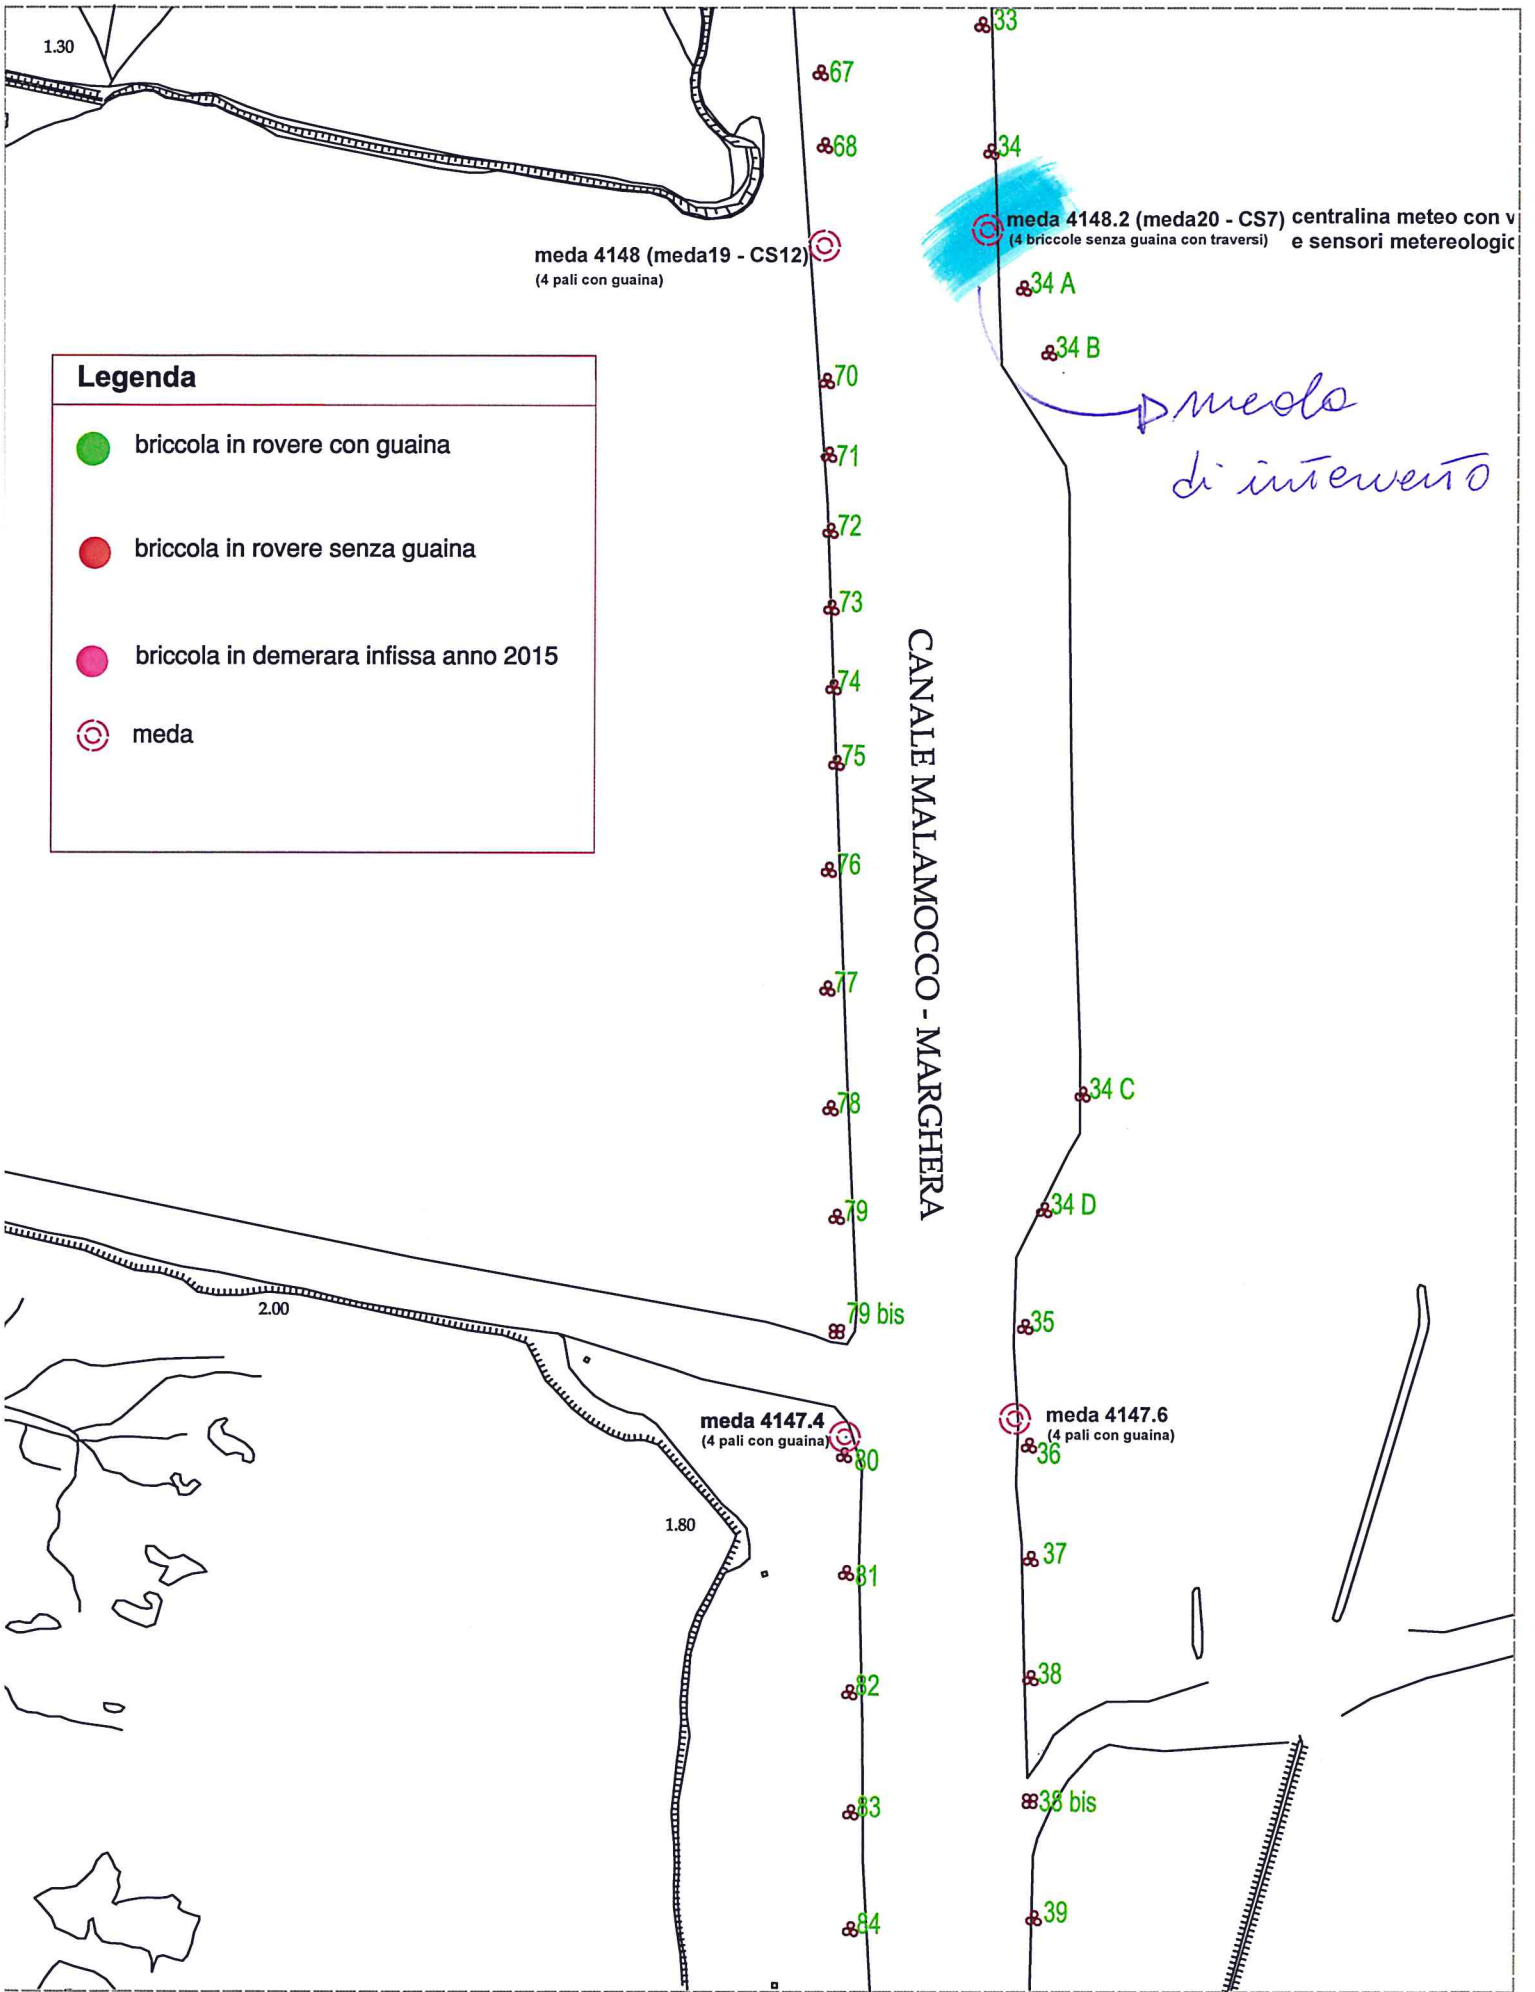 1.30
33
67
68
34
meda 4148.2 (meda20 - CS7) centralina meteo con v
(4 briccole senza guaina con traversi) e sensori metereologic
meda 4148 (meda19 - CS12)
(4 pali con guaina)
34 A
34 B
Legenda
briccola in rovere con guaina
briccola in rovere senza guaina
briccola in demerara infissa anno 2015
meda
70
meda
di intervento
71
72
73
74
75
76
77
78
79
79 bis
CANALE MALAMOCCO - MARGHERA
34 C
34 D
35
2.00
meda 4147.4
(4 pali con guaina)
80
meda 4147.6
(4 pali con guaina)
36
1.80
37
81
38
82
38 bis
83
39
84